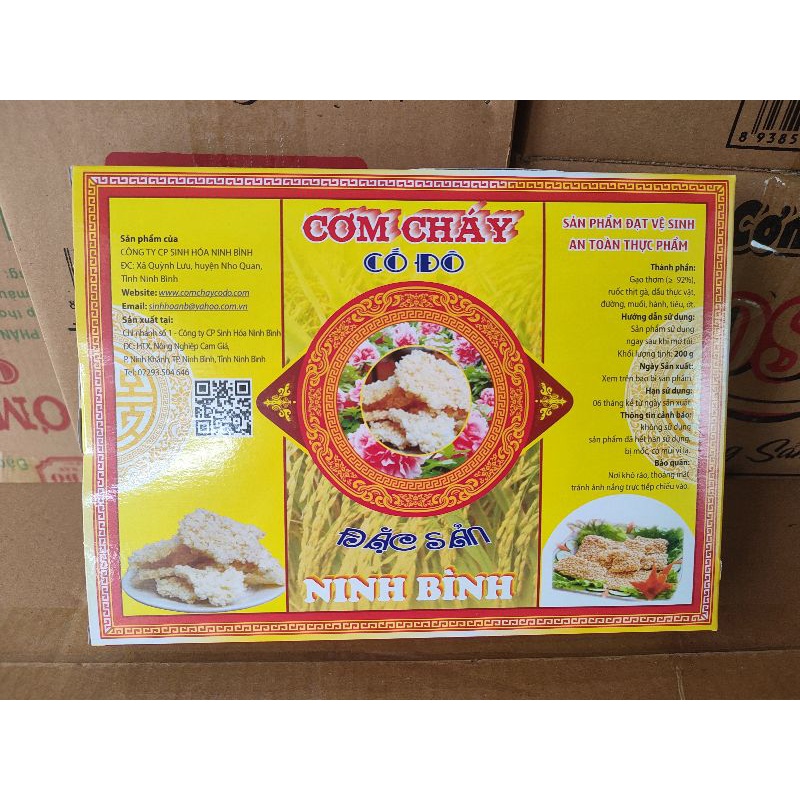 CƠM CHÁY
CỐ ĐÔ
ĐẶC SẢN
NINH BÌNH
Sản phẩm của
CÔNG TY CP SINH HÓA NINH BÌNH
ĐC: Xã Quỳnh Lưu, huyện Nho Quan,
Tỉnh Ninh Bình
Website: www.comchaycodo.com
Email: sinhhoanb@yahoo.com.vn
Sản xuất tại:
Chi nhánh số 1 - Công ty CP Sinh Hóa Ninh Bình
ĐC: HTX, Nông Nghiệp Cam Giá,
P. Ninh Khánh, TP. Ninh Bình, Tỉnh Ninh Bình
Tel: 02293.504 646
SẢN PHẨM ĐẠT VỆ SINH
AN TOÀN THỰC PHẨM
Thành phần:
Gạo thơm (≥ 92%),
ruốc thịt gà, dầu thực vật,
đường, muối, hành, tiêu, ớt.
Hướng dẫn sử dụng:
Sản phẩm sử dụng
ngay sau khi mở túi.
Khối lượng tịnh: 200 g
Ngày Sản xuất:
Xem trên bao bì sản phẩm.
Hạn sử dụng:
06 tháng kể từ ngày sản xuất
Thông tin cảnh báo:
không sử dụng
sản phẩm đã hết hạn sử dụng,
bị mốc, có mùi vị lạ.
Bảo quản:
Nơi khô ráo, thoáng mát,
tránh ánh nắng trực tiếp chiếu vào.
8 9385